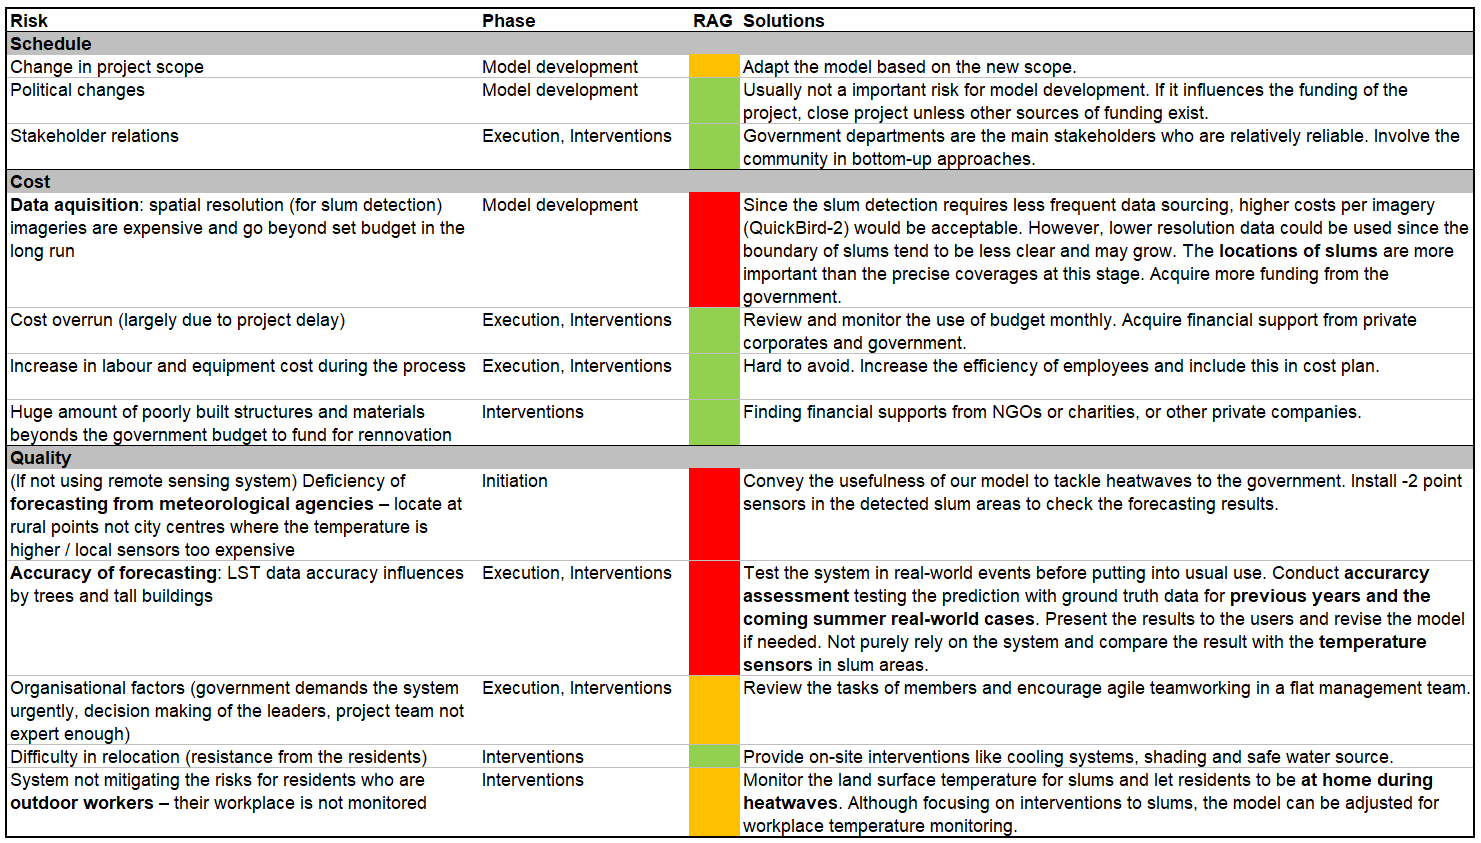 Risk Phase RAG Solutions
Schedule
Change in project scope Model development Adapt the model based on the new scope.
Political changes Model development Usually not a important risk for model development. If it influences the funding of the
project, close project unless other sources of funding exist.
Stakeholder relations Execution, Interventions Government departments are the main stakeholders who are relatively reliable. Involve the
community in bottom-up approaches.
Cost
Data aquisition: spatial resolution (for slum detection) Model development Since the slum detection requires less frequent data sourcing, higher costs per imagery
imageries are expensive and go beyond set budget in the (QuickBird-2) would be acceptable. However, lower resolution data could be used since the
long run boundary of slums tend to be less clear and may grow. The locations of slums are more
important than the precise coverages at this stage. Acquire more funding from the
government.
Cost overrun (largely due to project delay) Execution, Interventions Review and monitor the use of budget monthly. Acquire financial support from private
corporates and government.
Increase in labour and equipment cost during the process Execution, Interventions Hard to avoid. Increase the efficiency of employees and include this in cost plan.
Huge amount of poorly built structures and materials Interventions Finding financial supports from NGOs or charities, or other private companies.
beyonds the government budget to fund for rennovation
Quality
(If not using remote sensing system) Deficiency of Initiation Convey the usefulness of our model to tackle heatwaves to the government. Install -2 point
forecasting from meteorological agencies – locate at sensors in the detected slum areas to check the forecasting results.
rural points not city centres where the temperature is
higher / local sensors too expensive
Accuracy of forecasting: LST data accuracy influences Execution, Interventions Test the system in real-world events before putting into usual use. Conduct accurarcy
by trees and tall buildings assessment testing the prediction with ground truth data for previous years and the
coming summer real-world cases. Present the results to the users and revise the model
if needed. Not purely rely on the system and compare the result with the temperature
sensors in slum areas.
Organisational factors (government demands the system Execution, Interventions Review the tasks of members and encourage agile teamworking in a flat management team.
urgently, decision making of the leaders, project team not
expert enough)
Difficulty in relocation (resistance from the residents) Interventions Provide on-site interventions like cooling systems, shading and safe water source.
System not mitigating the risks for residents who are Interventions Monitor the land surface temperature for slums and let residents to be at home during
outdoor workers – their workplace is not monitored heatwaves. Although focusing on interventions to slums, the model can be adjusted for
workplace temperature monitoring.